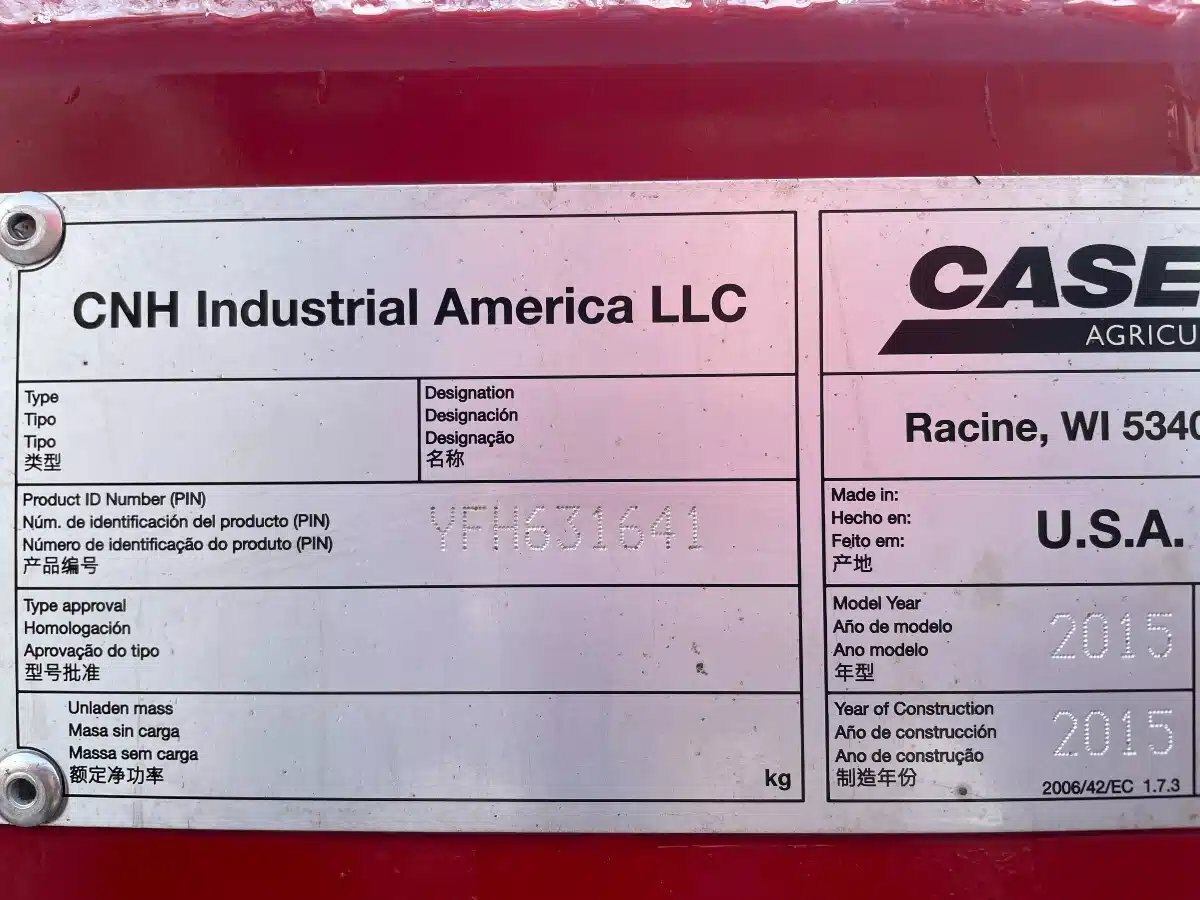 CNH Industrial America LLC
Type
Tipo
Tipo
类型
Designation
Designación
Designação
名称
Product ID Number (PIN)
Núm. de identificación del producto (PIN)
Número de identificação do produto (PIN)
产品编号
YFH631641
Type approval
Homologación
Aprovação do tipo
型号批准
Unladen mass
Masa sin carga
Massa sem carga
额定净功率
kg
CASE
AGRICU
Racine, WI 5340
Made in:
Hecho en:
Feito em:
产地
U.S.A.
Model Year
Año de modelo
Ano modelo
年型
2015
Year of Construction
Año de construcción
Ano de construção
制造年份
2015
2006/42/EC 1.7.3